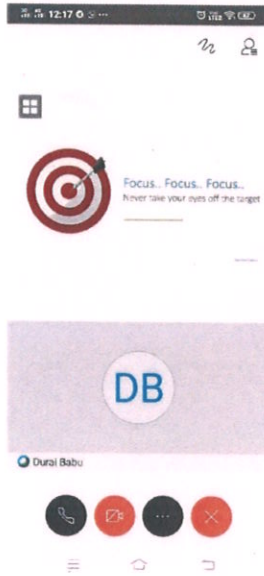 12:17
Focus.. Focus.. Focus..
Never take your eyes off the target
DB
Durai Babu